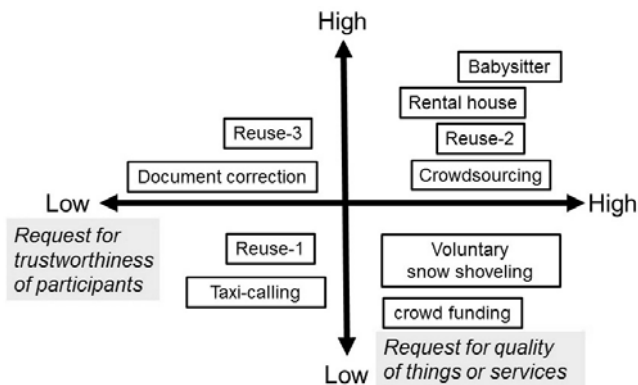 High
Babysitter
Rental house
Reuse-3
Reuse-2
Document correction
Crowdsourcing
Low
High
Request for
trustworthiness
of participants
Reuse-1
Voluntary
snow shoveling
Taxi-calling
crowd funding
Low
Request for quality
of things or services